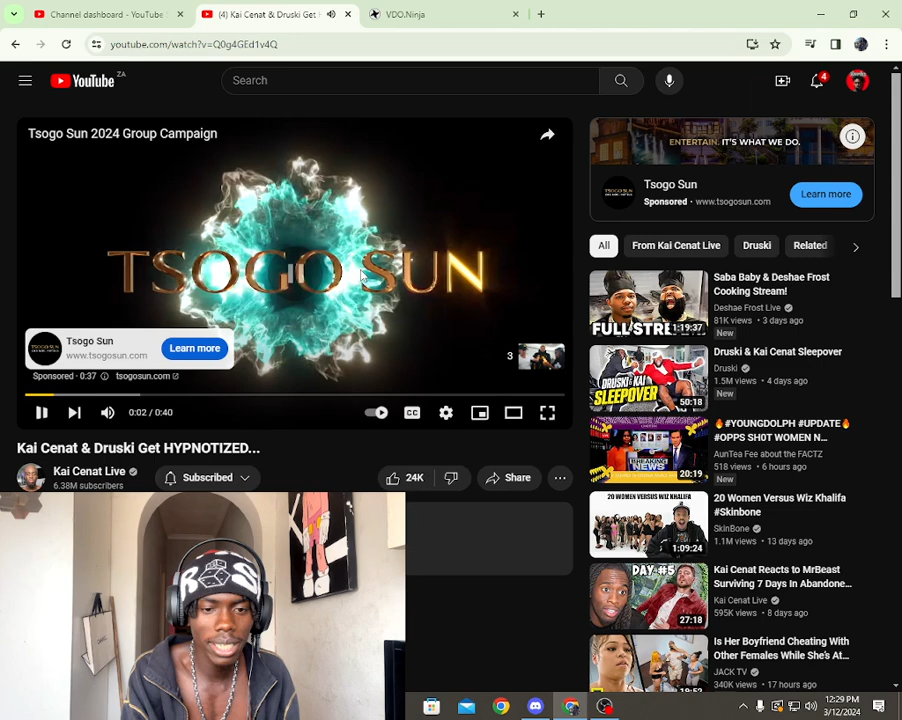 Channel dashboard - YouTube
(4) Kai Cenat & Druski Get H
VDO.Ninja
youtube.com/watch?v=Q0g4GEd1v4Q
YouTube ZA
Search
4
Tsogo Sun 2024 Group Campaign
TSOGO SUN
Tsogo Sun
www.tsogosun.com
Learn more
3
Sponsored · 0:37
tsogosun.com
0:02 / 0:40
CC
Kai Cenat & Druski Get HYPNOTIZED...
Kai Cenat Live
6.38M subscribers
Subscribed
24K
Share
ENTERTAIN. IT'S WHAT WE DO.
Tsogo Sun
Sponsored · www.tsogosun.com
Learn more
All
From Kai Cenat Live
Druski
Related
FULL STRE
1:19:37
Saba Baby & Deshae Frost
Cooking Stream!
Deshae Frost Live
81K views · 3 days ago
New
DRUSKI & KAI
SLEEPOVER
50:18
Druski & Kai Cenat Sleepover
Druski
1.5M views · 4 days ago
New
BREAKING
NEWS
20:19
🔥#YOUNGDOLPH #UPDATE🔥
#OPPS SH0T WOMEN N...
AunTea Fee about the FACTZ
518 views · 6 hours ago
New
20 WOMEN VERSUS WIZ KHALIFA
1:09:24
20 Women Versus Wiz Khalifa
#Skinbone
SkinBone
1.1M views · 13 days ago
DAY #5
27:18
Kai Cenat Reacts to MrBeast
Surviving 7 Days In Abandone...
Kai Cenat Live
595K views · 8 days ago
19:52
Is Her Boyfriend Cheating With
Other Females While She's At...
JACK TV
340K views · 17 hours ago
12:29 PM
3/12/2024